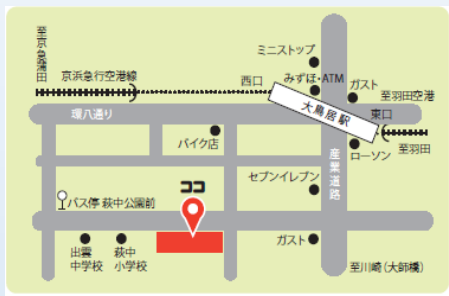 至京急蒲田
京浜急行空港線
ミニストップ
みずほ・ATM
西口
ガスト
至羽田空港
大鳥居駅
東口
環八通り
バイク店
ローソン
至羽田
産業道路
セブンイレブン
ココ
バス停 萩中公園前
出雲
中学校
萩中
小学校
ガスト
至川崎（大師橋）